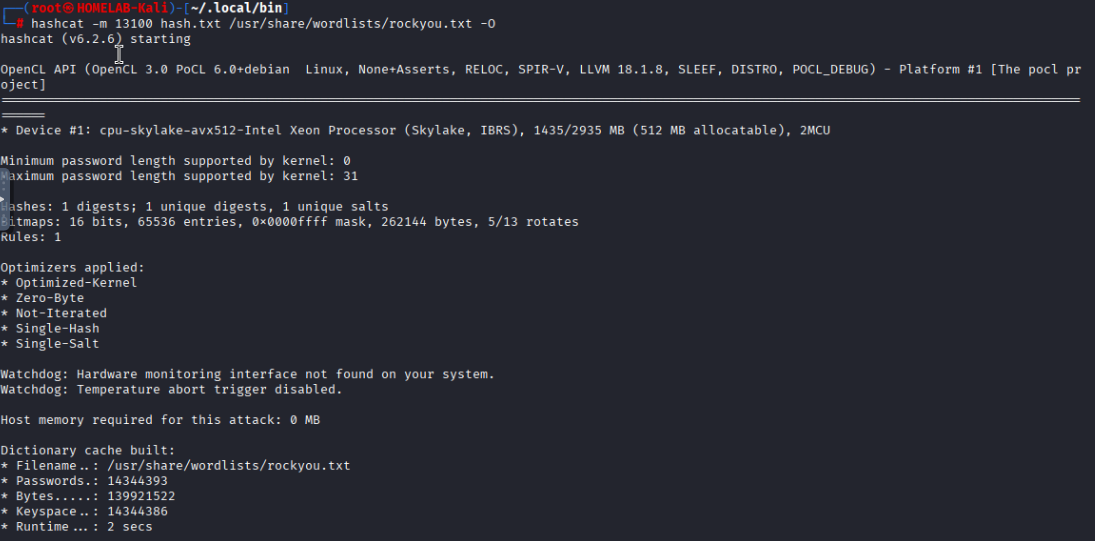 ┌──(root㉿HOMELAB-Kali)-[~/.local/bin]
└─# hashcat -m 13100 hash.txt /usr/share/wordlists/rockyou.txt -O
hashcat (v6.2.6) starting
OpenCL API (OpenCL 3.0 PoCL 6.0+debian  Linux, None+Asserts, RELOC, SPIR-V, LLVM 18.1.8, SLEEF, DISTRO, POCL_DEBUG) - Platform #1 [The pocl pr
oject]
* Device #1: cpu-skylake-avx512-Intel Xeon Processor (Skylake, IBRS), 1435/2935 MB (512 MB allocatable), 2MCU
Minimum password length supported by kernel: 0
Maximum password length supported by kernel: 31
Hashes: 1 digests; 1 unique digests, 1 unique salts
Bitmaps: 16 bits, 65536 entries, 0x0000ffff mask, 262144 bytes, 5/13 rotates
Rules: 1
Optimizers applied:
* Optimized-Kernel
* Zero-Byte
* Not-Iterated
* Single-Hash
* Single-Salt
Watchdog: Hardware monitoring interface not found on your system.
Watchdog: Temperature abort trigger disabled.
Host memory required for this attack: 0 MB
Dictionary cache built:
* Filename..: /usr/share/wordlists/rockyou.txt
* Passwords.: 14344393
* Bytes.....: 139921522
* Keyspace..: 14344386
* Runtime...: 2 secs